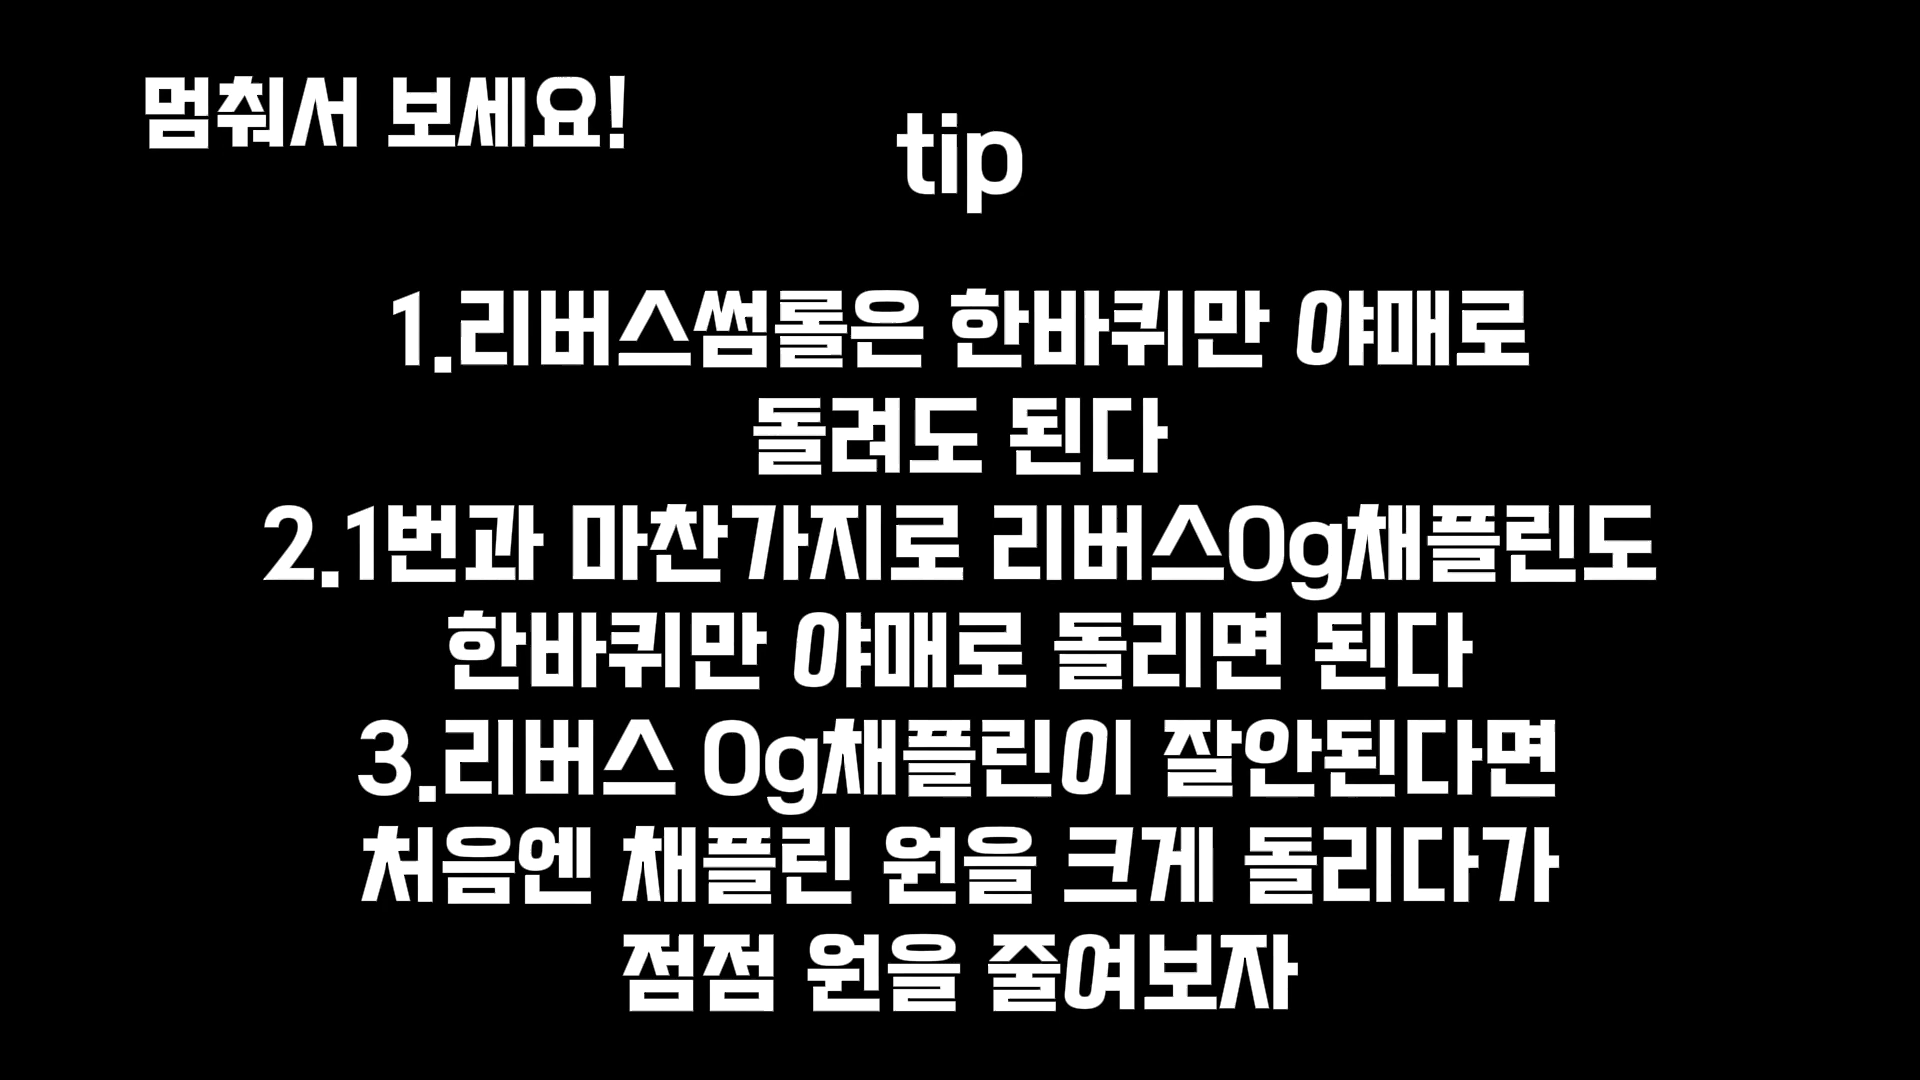 멈춰서 보세요!
tip
1.리버스썸롤은 한바퀴만 야매로
돌려도 된다
2.1번과 마찬가지로 리버스0g채플린도
한바퀴만 야매로 돌리면 된다
3.리버스 0g채플린이 잘안된다면
처음엔 채플린 원을 크게 돌리다가
점점 원을 줄여보자